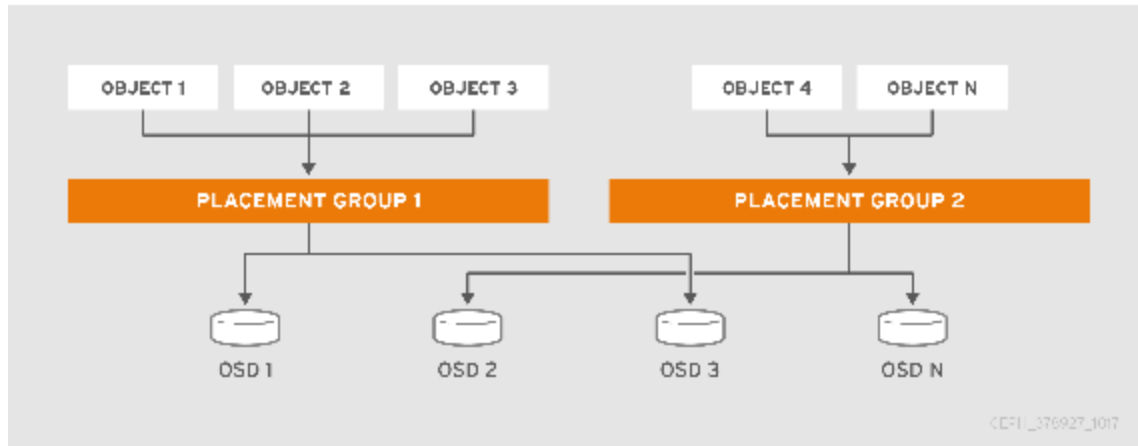 OBJECT 1 OBJECT 2 OBJECT 3 OBJECT 4 OBJECT N
PLACEMENT GROUP 1 PLACEMENT GROUP 2
OSD 1 OSD 2 OSD 3 OSD N
CEPH_376927_1017